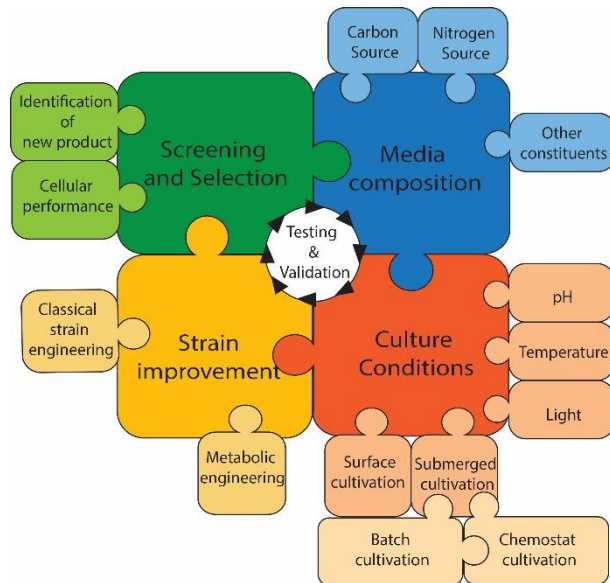 Carbon
Source
Nitrogen
Source
Identification
of
new product
Cellular
performance
Screening
and Selection
Media
composition
Other
constituents
Testing
&
Validation
Classical
strain
engineering
Strain
improvement
Metabolic
engineering
Culture
Conditions
pH
Temperature
Light
Surface
cultivation
Submerged
cultivation
Batch
cultivation
Chemostat
cultivation